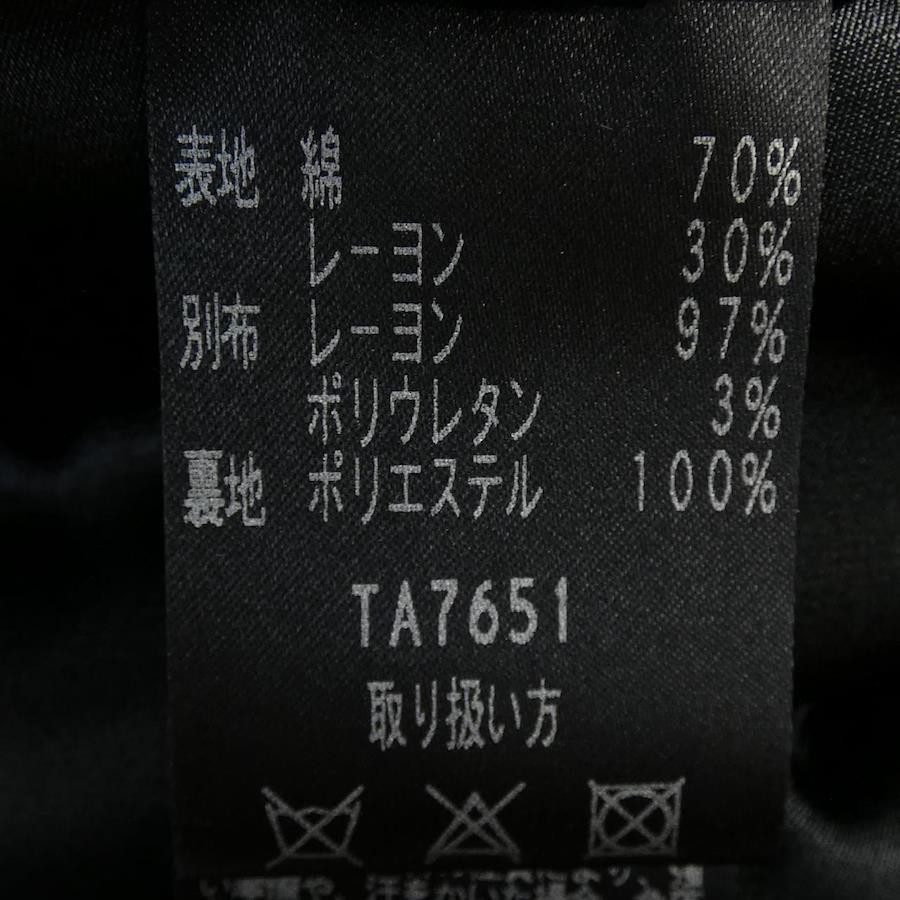 表地 綿 70%
レーヨン 30%
別布 レーヨン 97%
ポリウレタン 3%
裏地 ポリエステル 100%
TA7651
取り扱い方